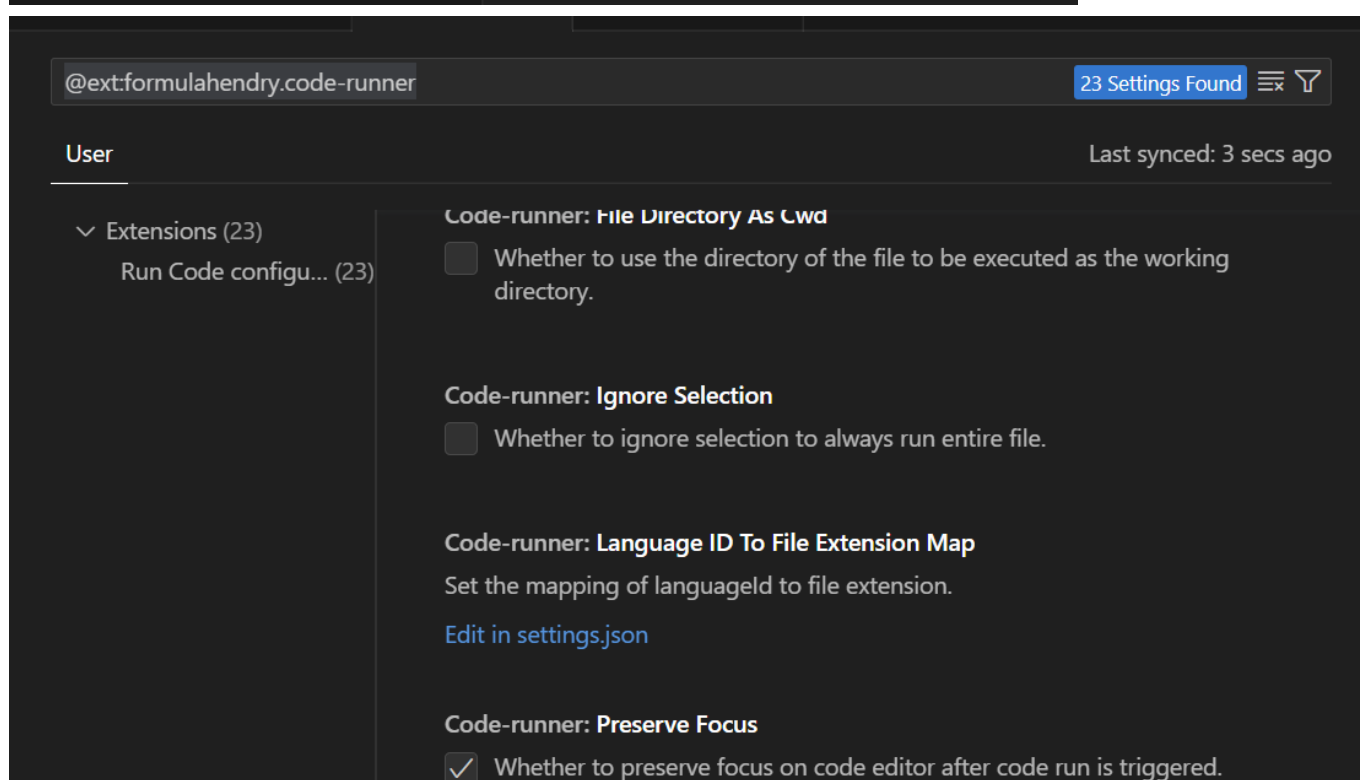 @ext:formulahendry.code-runner
23 Settings Found
User
Last synced: 3 secs ago
Extensions (23)
Run Code configu... (23)
Code-runner: File Directory As Cwd
Whether to use the directory of the file to be executed as the working
directory.
Code-runner: Ignore Selection
Whether to ignore selection to always run entire file.
Code-runner: Language ID To File Extension Map
Set the mapping of languageId to file extension.
Edit in settings.json
Code-runner: Preserve Focus
Whether to preserve focus on code editor after code run is triggered.